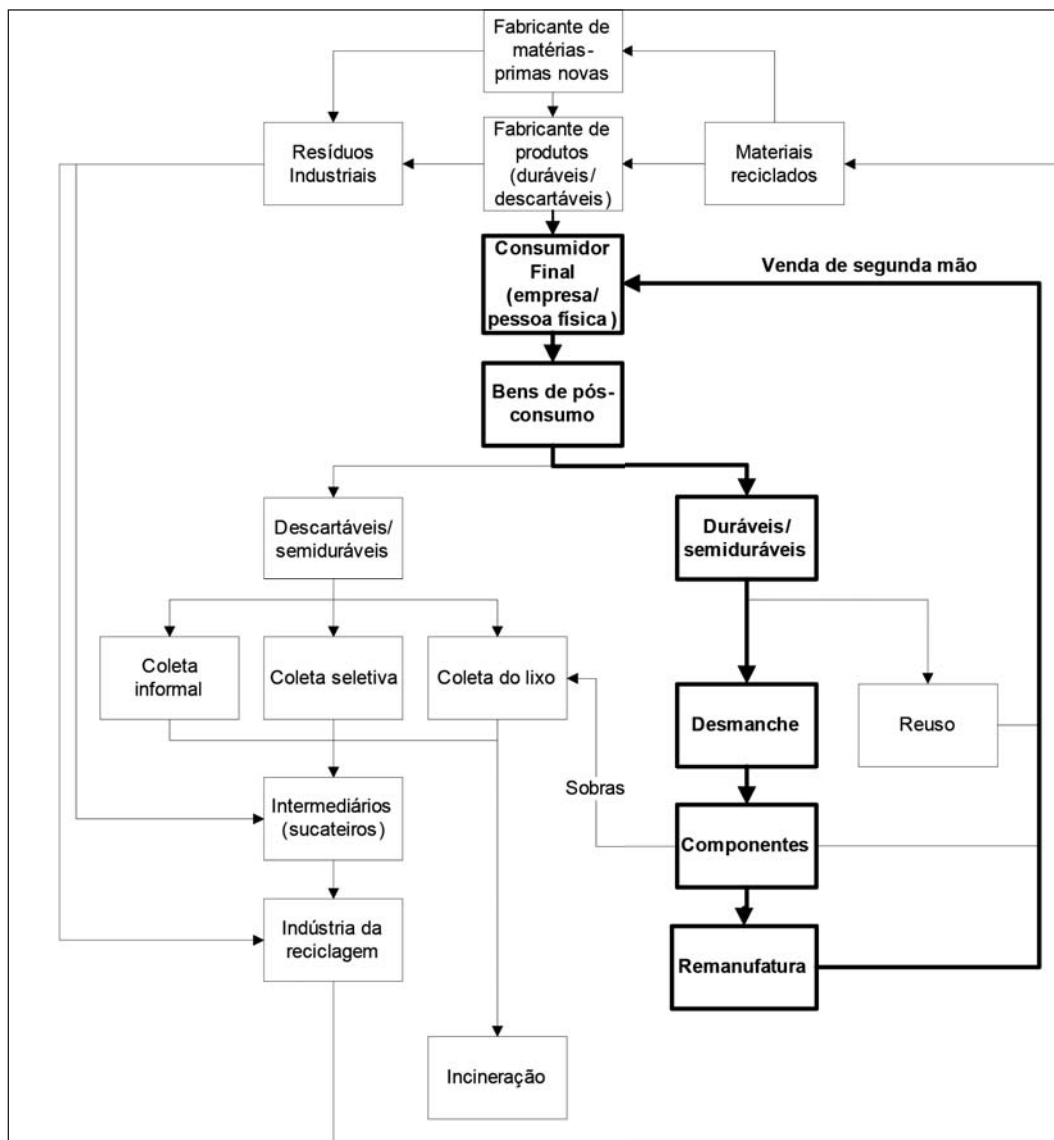 Fabricante de
matérias-
primas novas
Fabricante de
produtos
(duráveis/
descartáveis)
Resíduos
Industriais
Materiais
reciclados
Consumidor
Final
(empresa/
pessoa física)
Venda de segunda mão
Bens de pós-
consumo
Descartáveis/
semiduráveis
Duráveis/
semiduráveis
Coleta
informal
Coleta seletiva
Coleta do lixo
Desmanche
Reuso
Sobras
Intermediários
(sucateiros)
Componentes
Indústria da
reciclagem
Remanufatura
Incineração